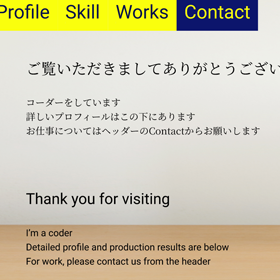 Profile Skill Works Contact
ご覧いただきましてありがとうござい
コーダーをしています
詳しいプロフィールはこの下にあります
お仕事についてはヘッダーのContactからお願いします
Thank you for visiting
I'm a coder
Detailed profile and production results are below
For work, please contact us from the header